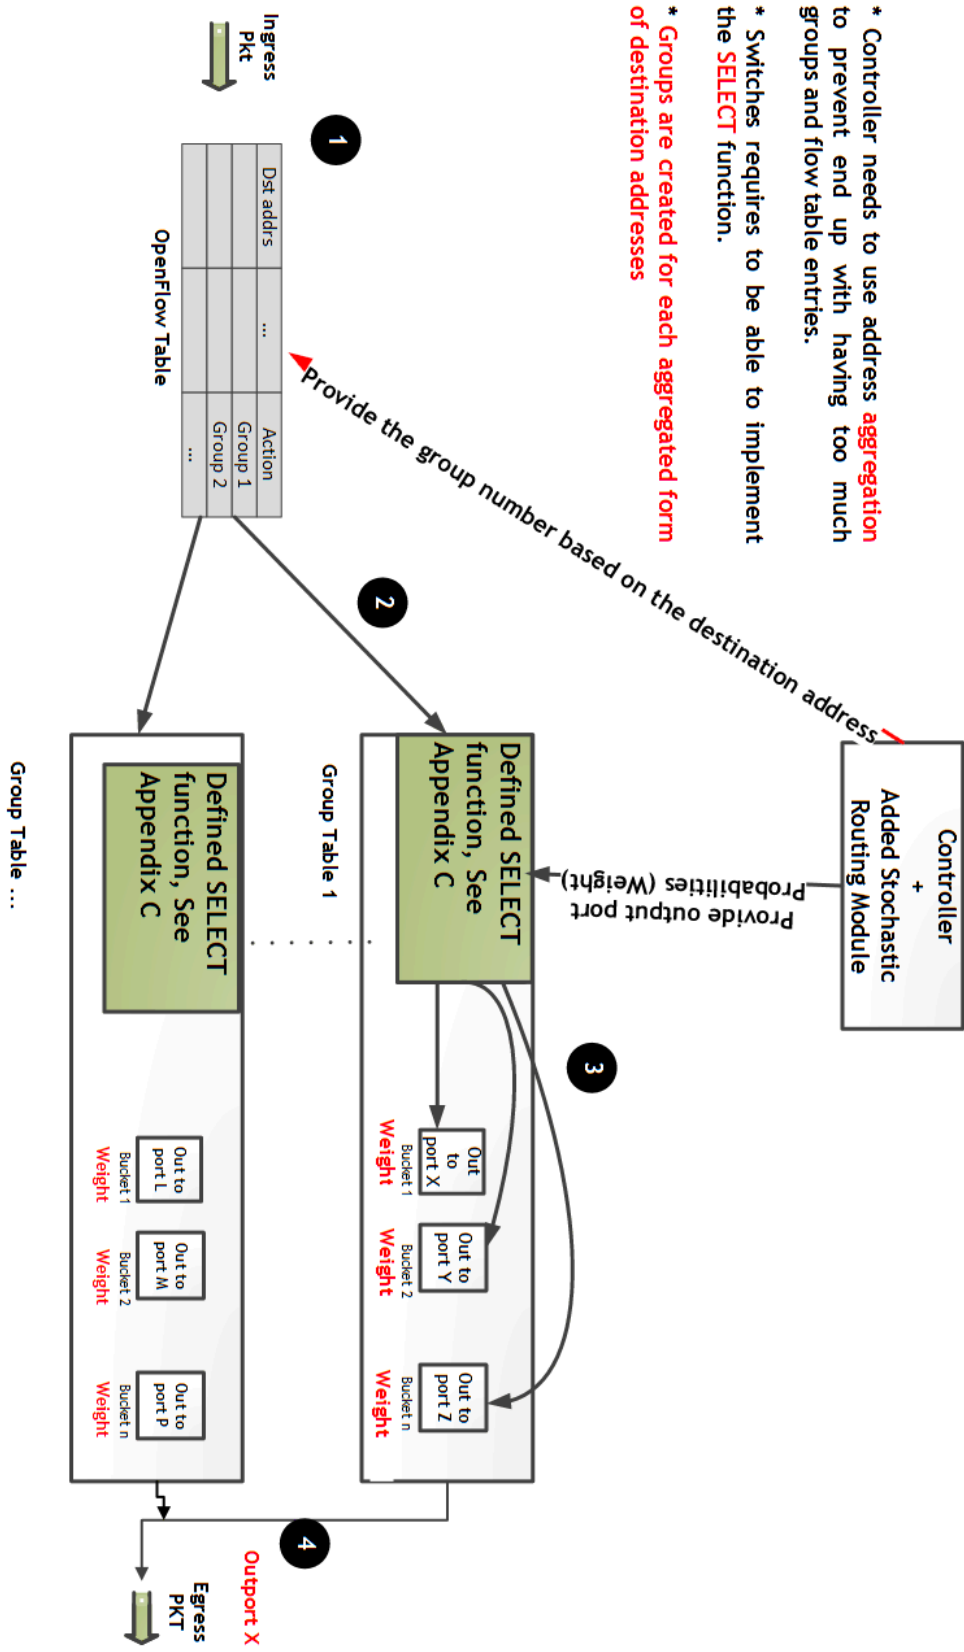 * Controller needs to use address aggregation
to prevent end up with having too much
groups and flow table entries.
* Switches requires to be able to implement
the SELECT function.
* Groups are created for each aggregated form
of destination addresses
Controller
+
Added Stochastic
Routing Module
Provide the group number based on the destination address
Provide output port
Probabilities (Weight)
Ingress
Pkt
1
Dst addrs ... Action
Group 1
Group 2
...
OpenFlow Table
2
Defined SELECT
function, See
Appendix C
Group Table 1
3
Out
to
port X
Bucket 1
Weight
Out to
port Y
Bucket 2
Weight
Out to
port Z
Bucket n
Weight
Defined SELECT
function, See
Appendix C
Group Table ...
Out to
port L
Bucket 1
Weight
Out to
port M
Bucket 2
Weight
Out to
port P
Bucket n
Weight
4
Outport X
Egress
PKT